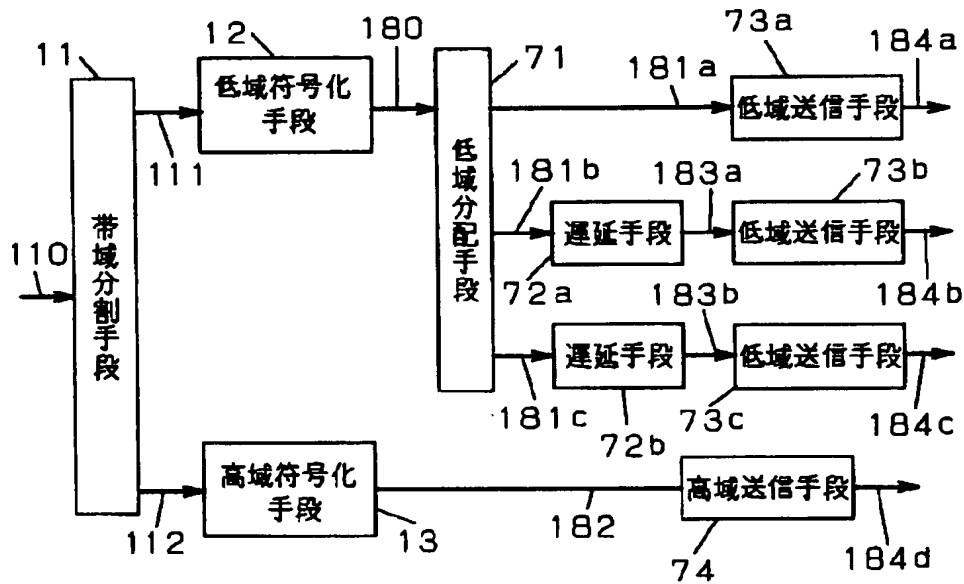 11
12
180
71
73a
184a
181a
低域符号化
手段
低域送信手段
111
低域分配手段
181b
183a
73b
遅延手段
低域送信手段
帯域分割手段
110
72a
183b
184b
遅延手段
低域送信手段
181c
72b
73c
184c
高域符号化
手段
高域送信手段
112
13
182
74
184d